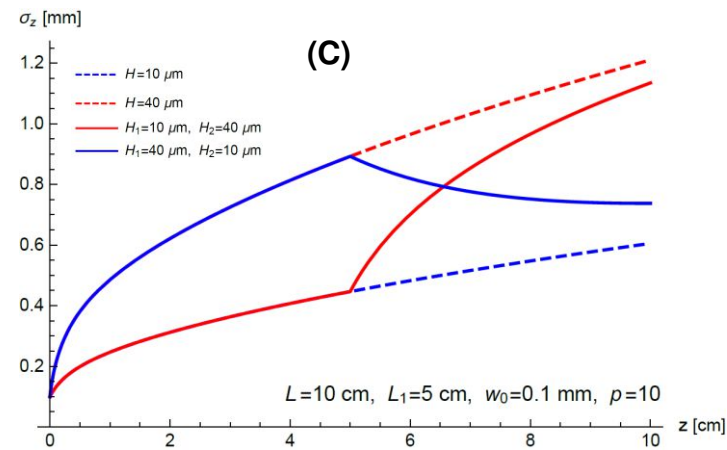 σz [mm]
(C)
1.2
H=10 μm
H=40 μm
1.0
H1=10 μm, H2=40 μm
H1=40 μm, H2=10 μm
0.8
0.6
0.4
0.2
L=10 cm, L1=5 cm, w0=0.1 mm, p=10
z [cm]
0
2
4
6
8
10